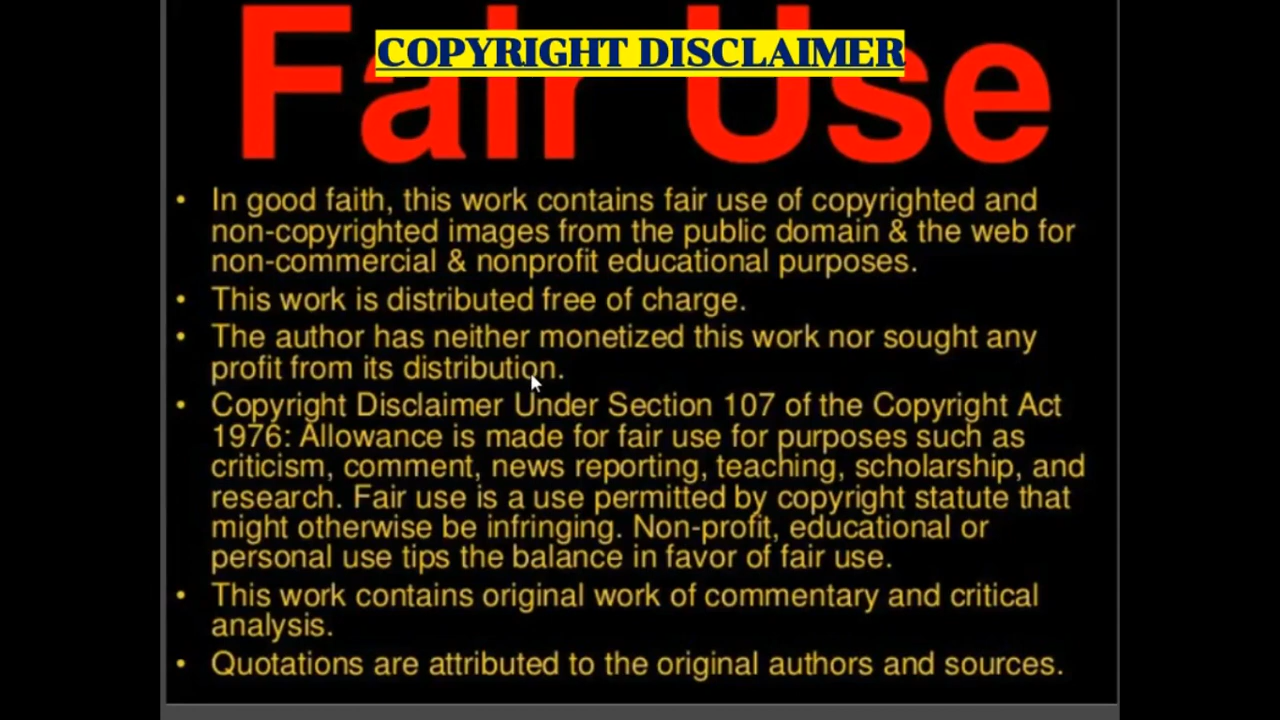 Fair Use
COPYRIGHT DISCLAIMER
• In good faith, this work contains fair use of copyrighted and
non-copyrighted images from the public domain & the web for
non-commercial & nonprofit educational purposes.
• This work is distributed free of charge.
• The author has neither monetized this work nor sought any
profit from its distribution.
• Copyright Disclaimer Under Section 107 of the Copyright Act
1976: Allowance is made for fair use for purposes such as
criticism, comment, news reporting, teaching, scholarship, and
research. Fair use is a use permitted by copyright statute that
might otherwise be infringing. Non-profit, educational or
personal use tips the balance in favor of fair use.
• This work contains original work of commentary and critical
analysis.
• Quotations are attributed to the original authors and sources.